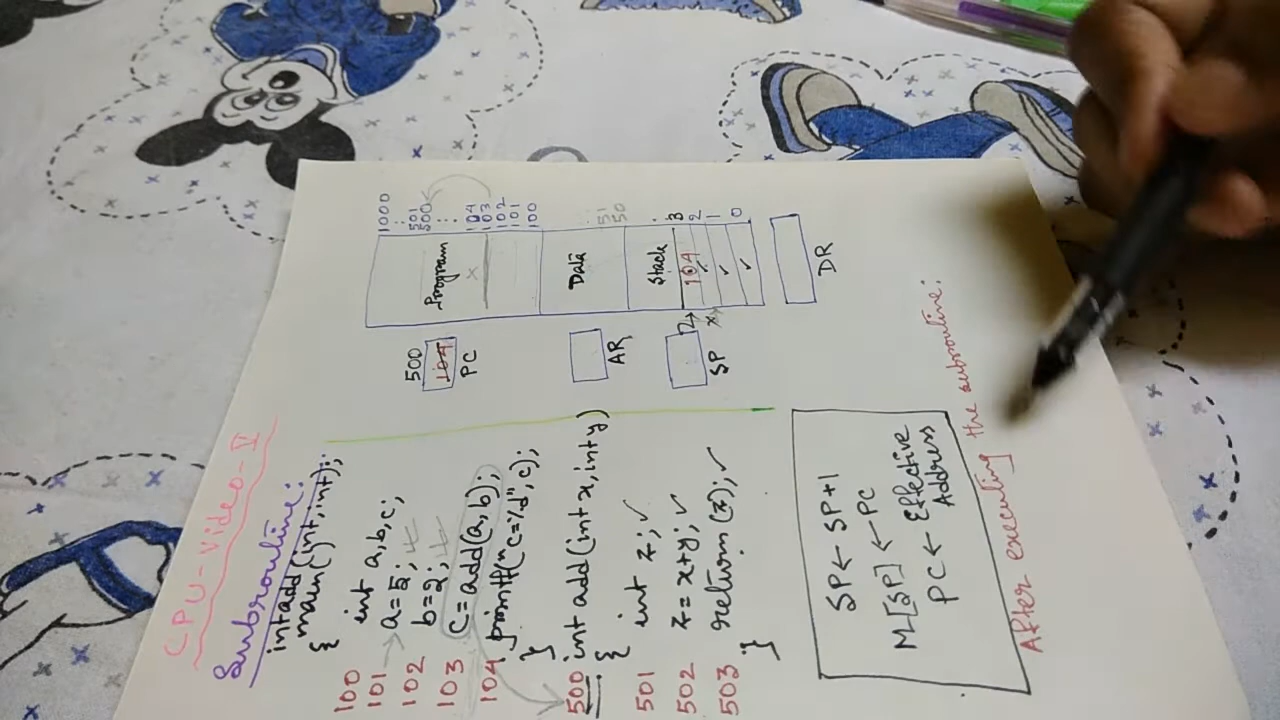 CPU-Video-V
Subroutine:
int add(int,int);
{ main()
100 int a,b,c;
101 a=5;
102 b=2;
103 c=add(a,b);
104 printf("c=%d",c);
}
500 int add(int x,int y)
{
501 int z; ✓
502 z=x+y; ✓
503 return(z); ✓
}
SP←SP+1
M[SP]←PC
PC←Effective
Address
After executing the subroutine:
1000
501
500
104
103
102
101
100
51
50
3
2
1
0
Program
x
Data
Stack
104
✓
✓
✓
500
104
PC
AR
2
SP
DR